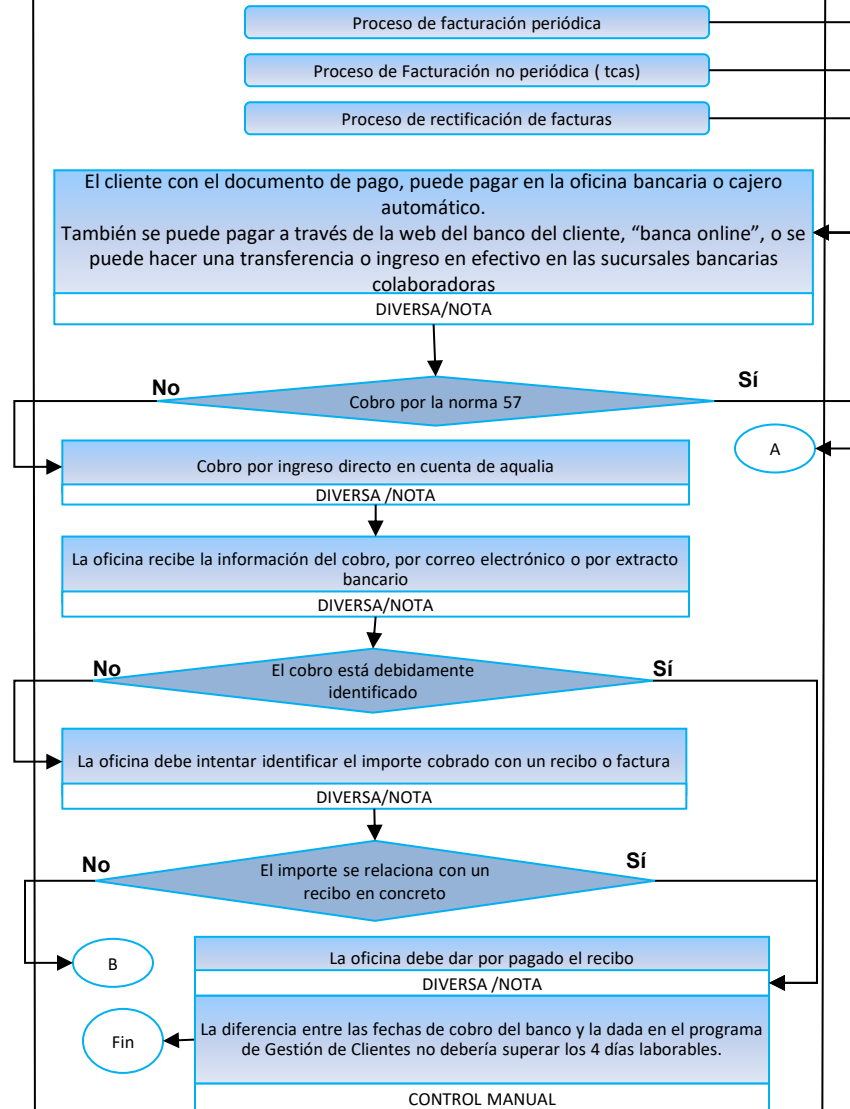 Proceso de facturación periódica
Proceso de Facturación no periódica ( tcas)
Proceso de rectificación de facturas
El cliente con el documento de pago, puede pagar en la oficina bancaria o cajero
automático.
También se puede pagar a través de la web del banco del cliente, “banca online”, o se
puede hacer una transferencia o ingreso en efectivo en las sucursales bancarias
colaboradoras
DIVERSA/NOTA
No
Sí
Cobro por la norma 57
A
Cobro por ingreso directo en cuenta de aqualia
DIVERSA /NOTA
La oficina recibe la información del cobro, por correo electrónico o por extracto
bancario
DIVERSA/NOTA
No
Sí
El cobro está debidamente
identificado
La oficina debe intentar identificar el importe cobrado con un recibo o factura
DIVERSA/NOTA
No
Sí
El importe se relaciona con un
recibo en concreto
B
La oficina debe dar por pagado el recibo
DIVERSA /NOTA
Fin
La diferencia entre las fechas de cobro del banco y la dada en el programa
de Gestión de Clientes no debería superar los 4 días laborables.
CONTROL MANUAL